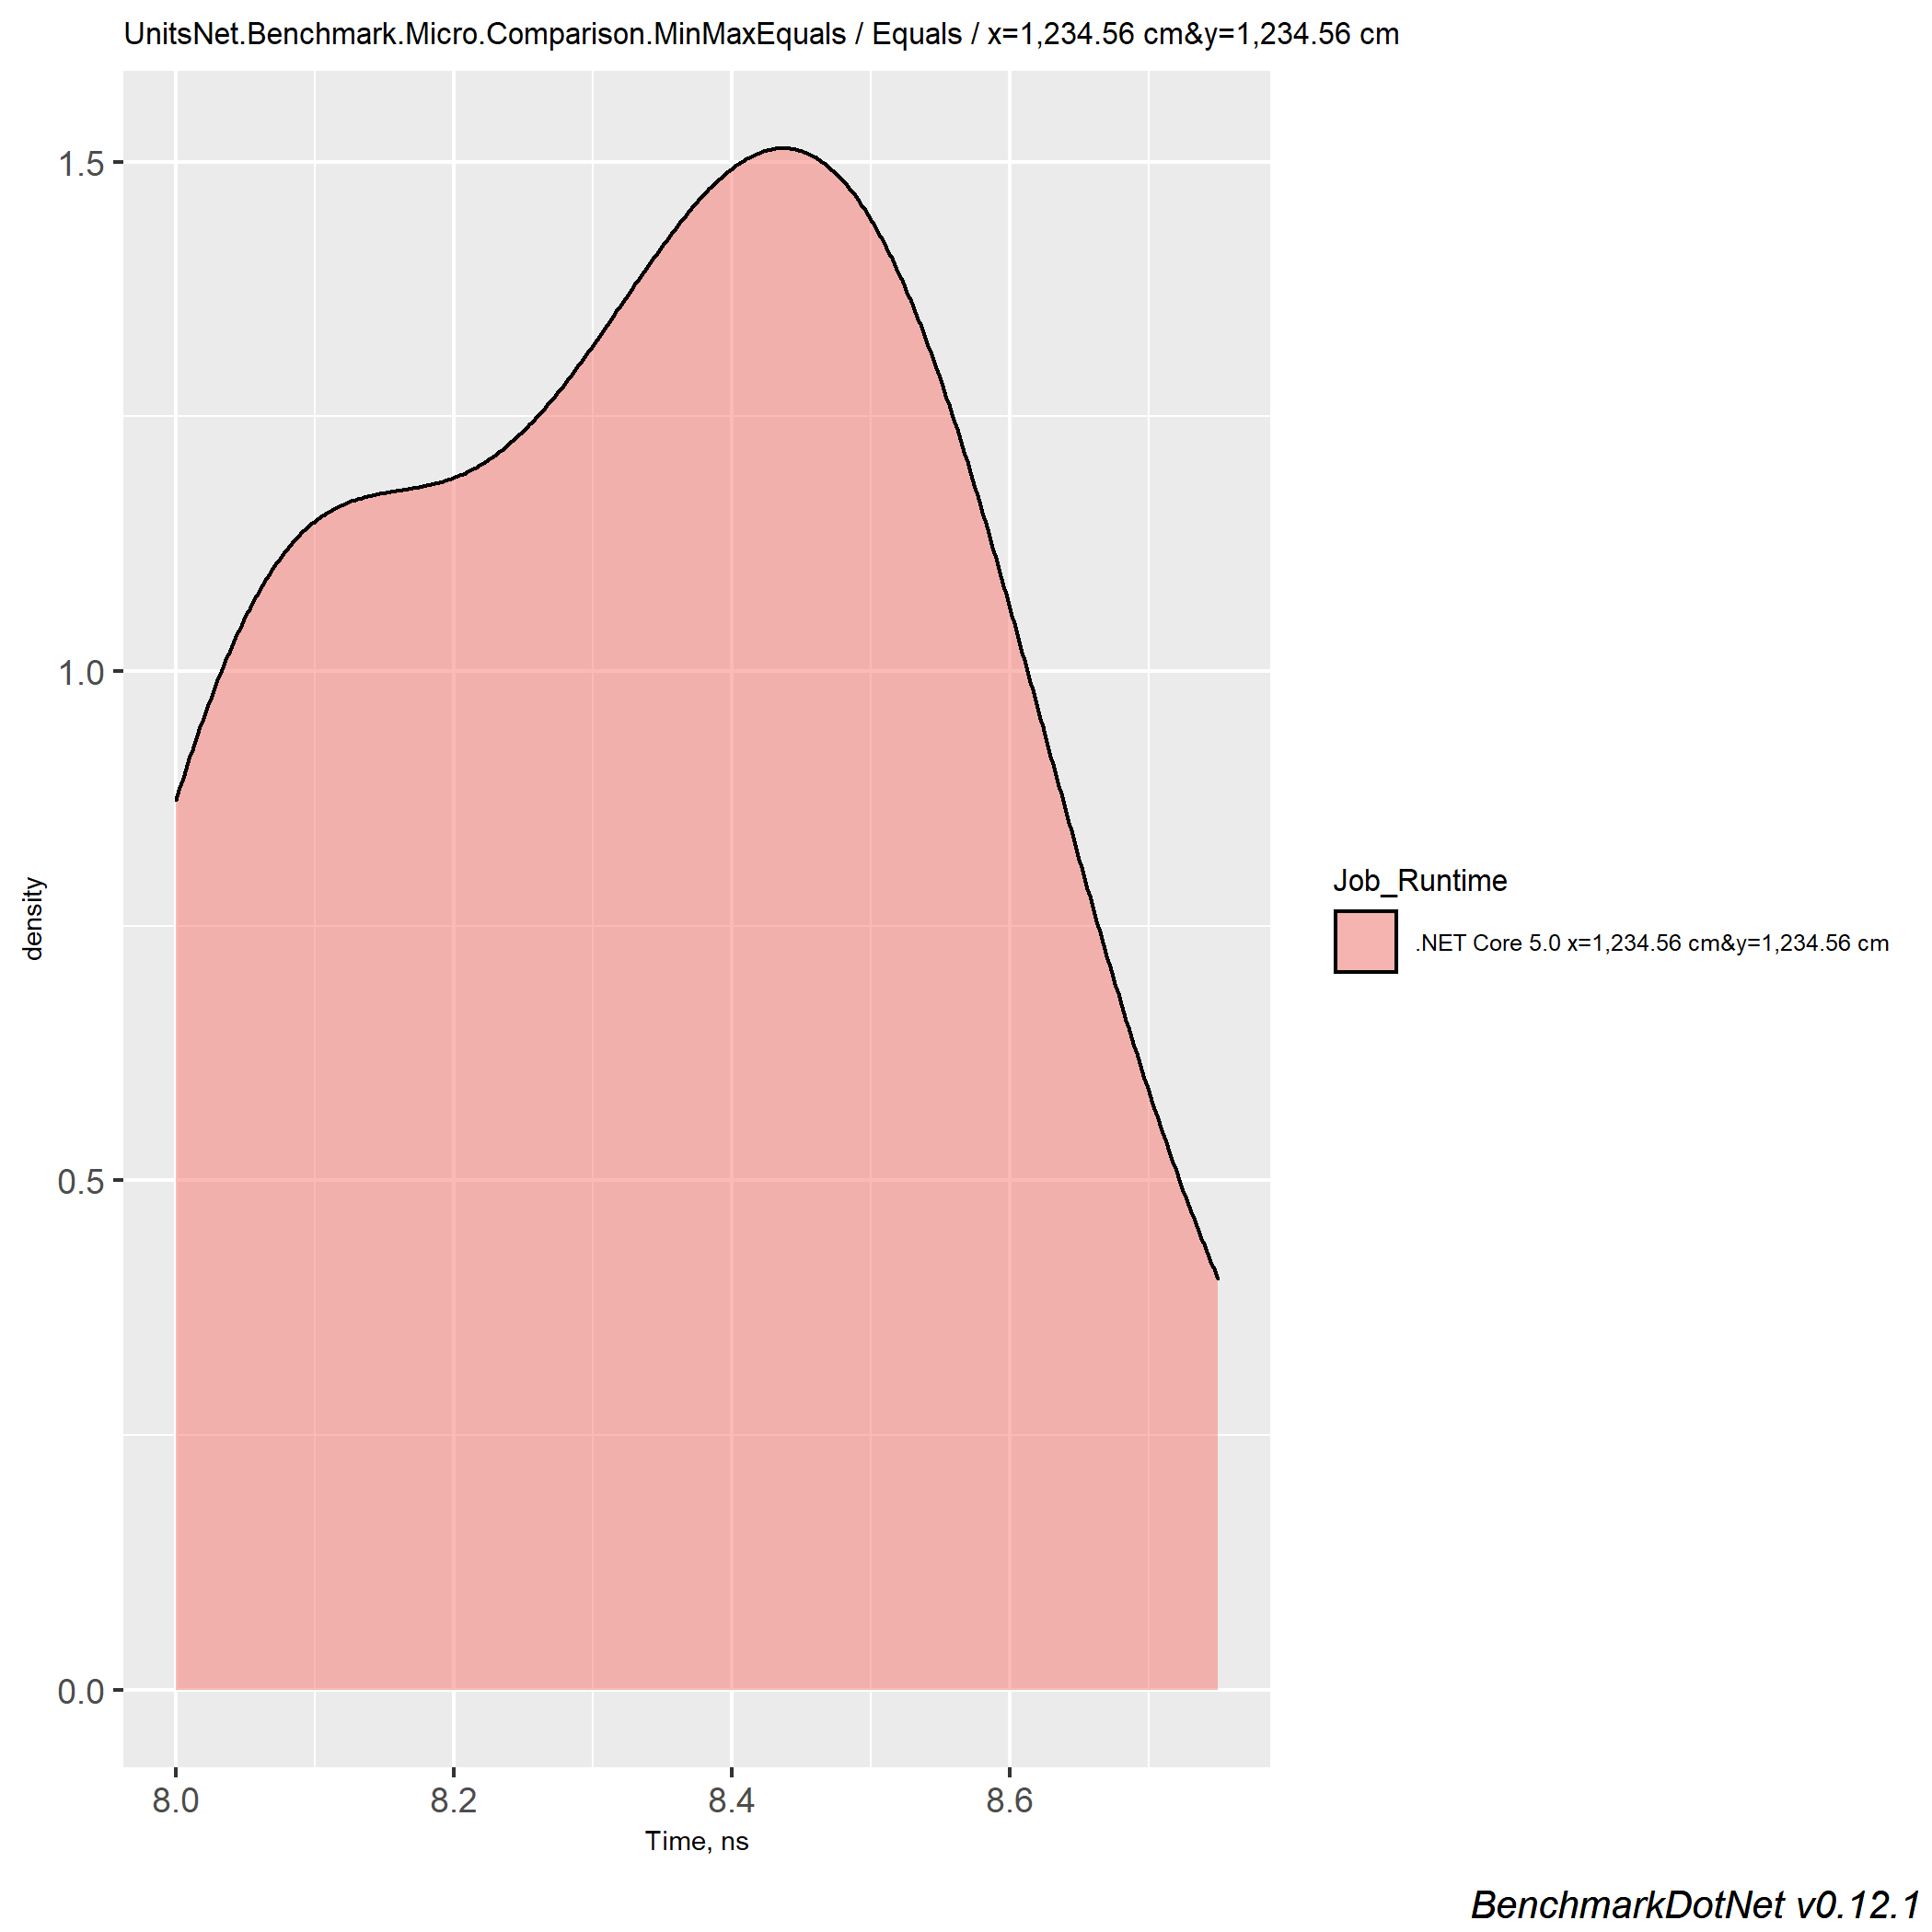 UnitsNet.Benchmark.Micro.Comparison.MinMaxEquals / Equals / x=1,234.56 cm&y=1,234.56 cm
1.5
1.0
0.5
0.0
density
8.0 8.2 8.4 8.6
Time, ns
Job_Runtime
.NET Core 5.0 x=1,234.56 cm&y=1,234.56 cm
BenchmarkDotNet v0.12.1